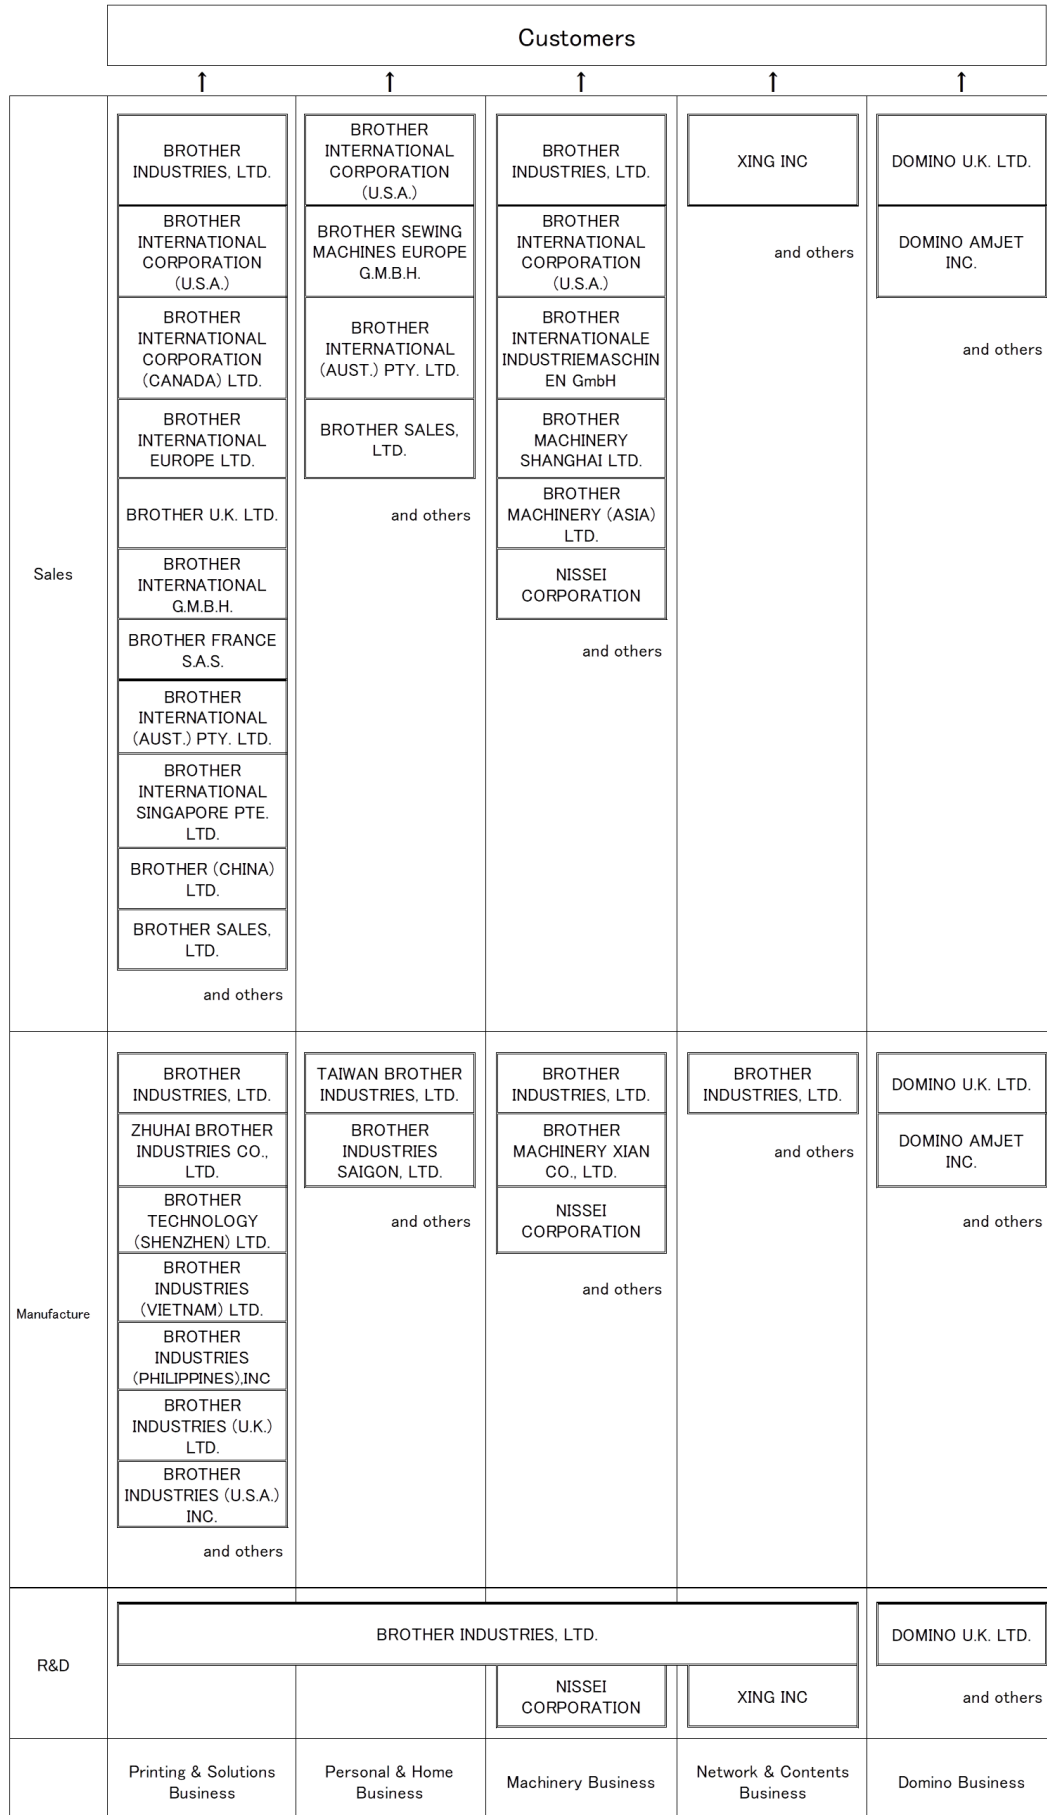 Customers
↑ ↑ ↑ ↑ ↑
Sales
BROTHER
INDUSTRIES, LTD.
BROTHER
INTERNATIONAL
CORPORATION
(U.S.A.)
BROTHER
INTERNATIONAL
CORPORATION
(CANADA) LTD.
BROTHER
INTERNATIONAL
EUROPE LTD.
BROTHER U.K. LTD.
BROTHER
INTERNATIONAL
G.M.B.H.
BROTHER FRANCE
S.A.S.
BROTHER
INTERNATIONAL
(AUST.) PTY. LTD.
BROTHER
INTERNATIONAL
SINGAPORE PTE.
LTD.
BROTHER (CHINA)
LTD.
BROTHER SALES,
LTD.
and others
BROTHER
INTERNATIONAL
CORPORATION
(U.S.A.)
BROTHER SEWING
MACHINES EUROPE
G.M.B.H.
BROTHER
INTERNATIONAL
(AUST.) PTY. LTD.
BROTHER SALES,
LTD.
and others
BROTHER
INDUSTRIES, LTD.
BROTHER
INTERNATIONAL
CORPORATION
(U.S.A.)
BROTHER
INTERNATIONALE
INDUSTRIEMASCHIN
EN GmbH
BROTHER
MACHINERY
SHANGHAI LTD.
BROTHER
MACHINERY (ASIA)
LTD.
NISSEI
CORPORATION
and others
XING INC
and others
DOMINO U.K. LTD.
DOMINO AMJET
INC.
and others
Manufacture
BROTHER
INDUSTRIES, LTD.
ZHUHAI BROTHER
INDUSTRIES CO.,
LTD.
BROTHER
TECHNOLOGY
(SHENZHEN) LTD.
BROTHER
INDUSTRIES
(VIETNAM) LTD.
BROTHER
INDUSTRIES
(PHILIPPINES),INC
BROTHER
INDUSTRIES (U.K.)
LTD.
BROTHER
INDUSTRIES (U.S.A.)
INC.
and others
TAIWAN BROTHER
INDUSTRIES, LTD.
BROTHER
INDUSTRIES
SAIGON, LTD.
and others
BROTHER
INDUSTRIES, LTD.
BROTHER
MACHINERY XIAN
CO., LTD.
NISSEI
CORPORATION
and others
BROTHER
INDUSTRIES, LTD.
and others
DOMINO U.K. LTD.
DOMINO AMJET
INC.
and others
R&D
BROTHER INDUSTRIES, LTD.
NISSEI
CORPORATION
XING INC
DOMINO U.K. LTD.
and others
Printing & Solutions
Business
Personal & Home
Business
Machinery Business
Network & Contents
Business
Domino Business